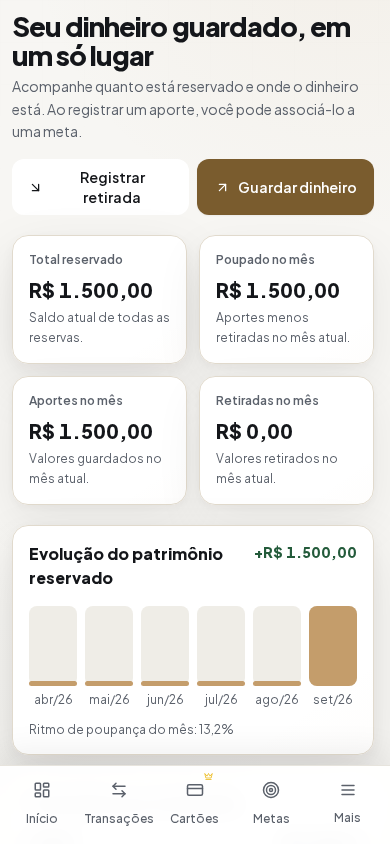 Seu dinheiro guardado, em
um só lugar
Acompanhe quanto está reservado e onde o dinheiro
está. Ao registrar um aporte, você pode associá-lo a
uma meta.
Registrar
retirada
Guardar dinheiro
Total reservado
R$ 1.500,00
Saldo atual de todas as
reservas.
Poupado no mês
R$ 1.500,00
Aportes menos
retiradas no mês atual.
Aportes no mês
R$ 1.500,00
Valores guardados no
mês atual.
Retiradas no mês
R$ 0,00
Valores retirados no
mês atual.
Evolução do patrimônio
reservado
+R$ 1.500,00
abr/26 mai/26 jun/26 jul/26 ago/26 set/26
Ritmo de poupança do mês: 13,2%
Início Transações Cartões Metas Mais